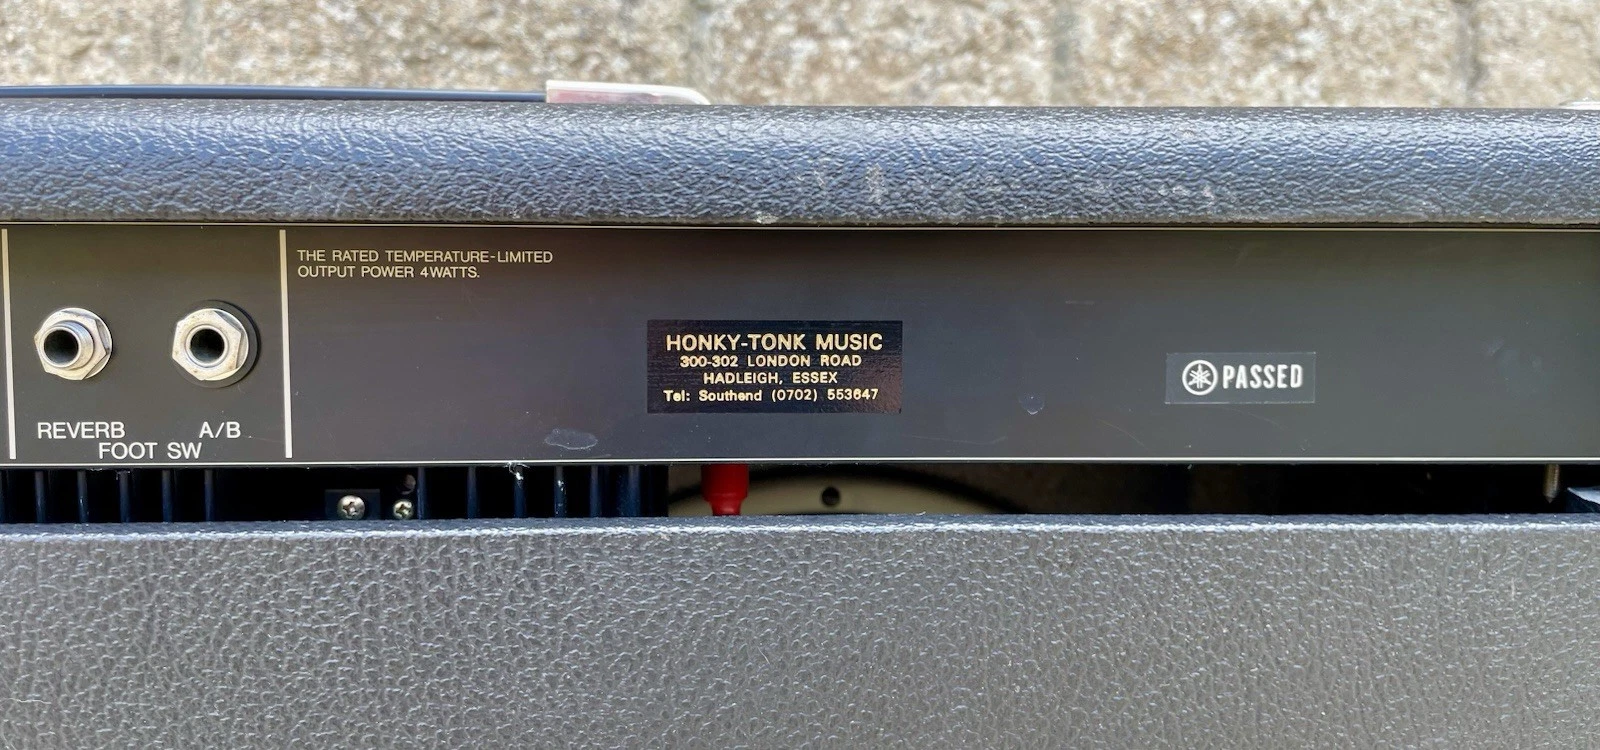 THE RATED TEMPERATURE-LIMITED
OUTPUT POWER 4WATTS.
REVERB A/B
FOOT SW
HONKY-TONK MUSIC
300-302 LONDON ROAD
HADLEIGH, ESSEX
Tel: Southend (0702) 553647
PASSED